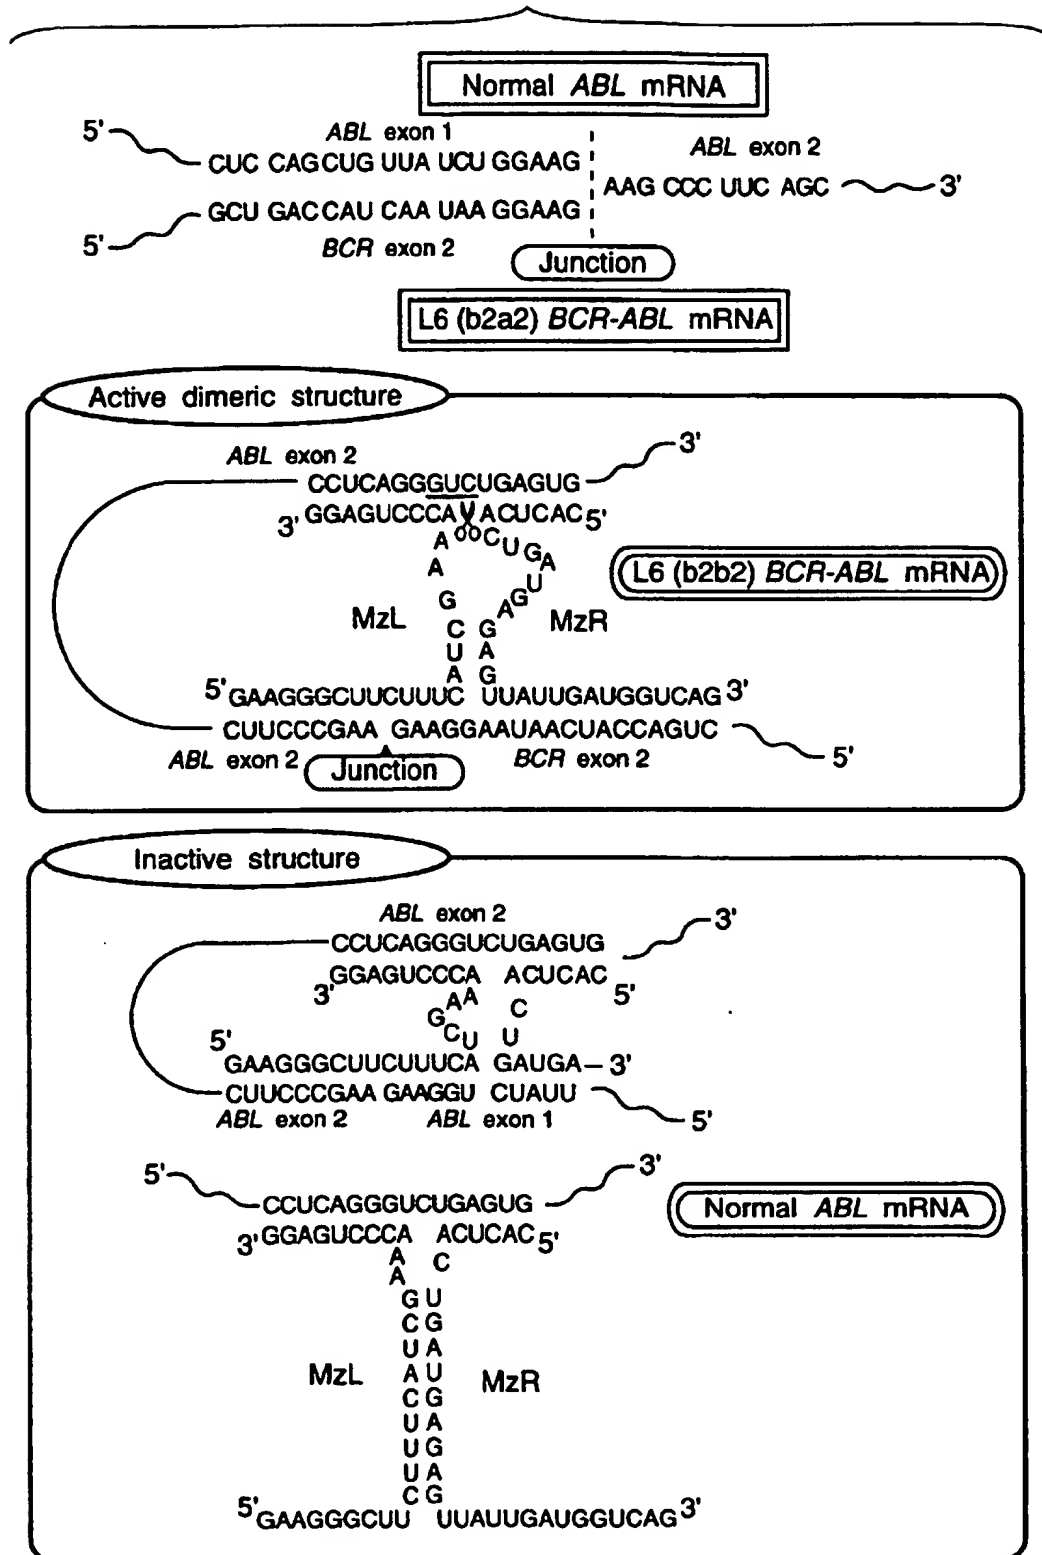 Normal ABL mRNA
5'
ABL exon 1
CUC CAGCUG UUA UCU GGAAG
ABL exon 2
AAG CCC UUC AGC
3'
GCU GACCAU CAA UAA GGAAG
5'
BCR exon 2
Junction
L6 (b2a2) BCR-ABL mRNA
Active dimeric structure
ABL exon 2
3'
CCUCAGGGUCUGAGUG
3' GGAGUCCCA ACUCAC 5'
A C U G A
A U
G A G
C G
U A
A G
MzL
MzR
L6 (b2b2) BCR-ABL mRNA
5' GAAGGGCUUCUUUC UUAUUGAUGGUCAG 3'
CUUCCCGAA GAAGGAAUAACUACCAGUC
5'
ABL exon 2
Junction
BCR exon 2
Inactive structure
ABL exon 2
3'
CCUCAGGGUCUGAGUG
3' GGAGUCCCA ACUCAC 5'
A A C
G
C U U
5'
GAAGGGCUUCUUUCA GAUGA 3'
CUUCCCGAA GAAGGU CUAUU
5'
ABL exon 2
ABL exon 1
5'
3'
CCUCAGGGUCUGAGUG
3' GGAGUCCCA ACUCAC 5'
A C
A
G U
C G
U A
A U
C G
U A
U G
U A
C G
MzL
MzR
Normal ABL mRNA
5' GAAGGGCUU UUAUUGAUGGUCAG 3'